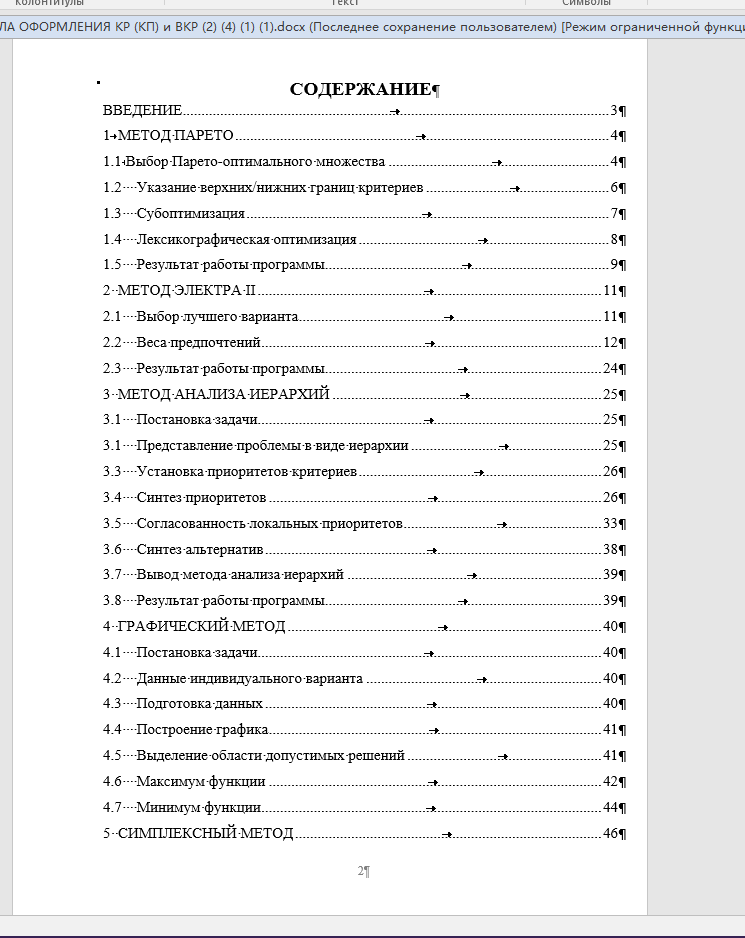 Колонтитулы Текст Символы
ЛА ОФОРМЛЕНИЯ КР (КП) и ВКР (2) (4) (1) (1).docx (Последнее сохранение пользователем) [Режим ограниченной функци
СОДЕРЖАНИЕ¶
ВВЕДЕНИЕ → 3¶
1→МЕТОД·ПАРЕТО → 4¶
1.1→Выбор·Парето-оптимального·множества → 4¶
1.2····Указание·верхних/нижних·границ·критериев → 6¶
1.3····Субоптимизация → 7¶
1.4····Лексикографическая·оптимизация → 8¶
1.5····Результат·работы·программы → 9¶
2··МЕТОД·ЭЛЕКТРА·II → 11¶
2.1····Выбор·лучшего·варианта → 11¶
2.2····Веса·предпочтений → 12¶
2.3····Результат·работы·программы → 24¶
3··МЕТОД·АНАЛИЗА·ИЕРАРХИЙ → 25¶
3.1····Постановка·задачи → 25¶
3.1····Представление·проблемы·в·виде·иерархии → 25¶
3.3····Установка·приоритетов·критериев → 26¶
3.4····Синтез·приоритетов → 26¶
3.5····Согласованность·локальных·приоритетов → 33¶
3.6····Синтез·альтернатив → 38¶
3.7····Вывод·метода·анализа·иерархий → 39¶
3.8····Результат·работы·программы → 39¶
4··ГРАФИЧЕСКИЙ·МЕТОД → 40¶
4.1····Постановка·задачи → 40¶
4.2····Данные·индивидуального·варианта → 40¶
4.3····Подготовка·данных → 40¶
4.4····Построение·графика → 41¶
4.5····Выделение·области·допустимых·решений → 41¶
4.6····Максимум·функции → 42¶
4.7····Минимум·функции → 44¶
5··СИМПЛЕКСНЫЙ·МЕТОД → 46¶
2¶